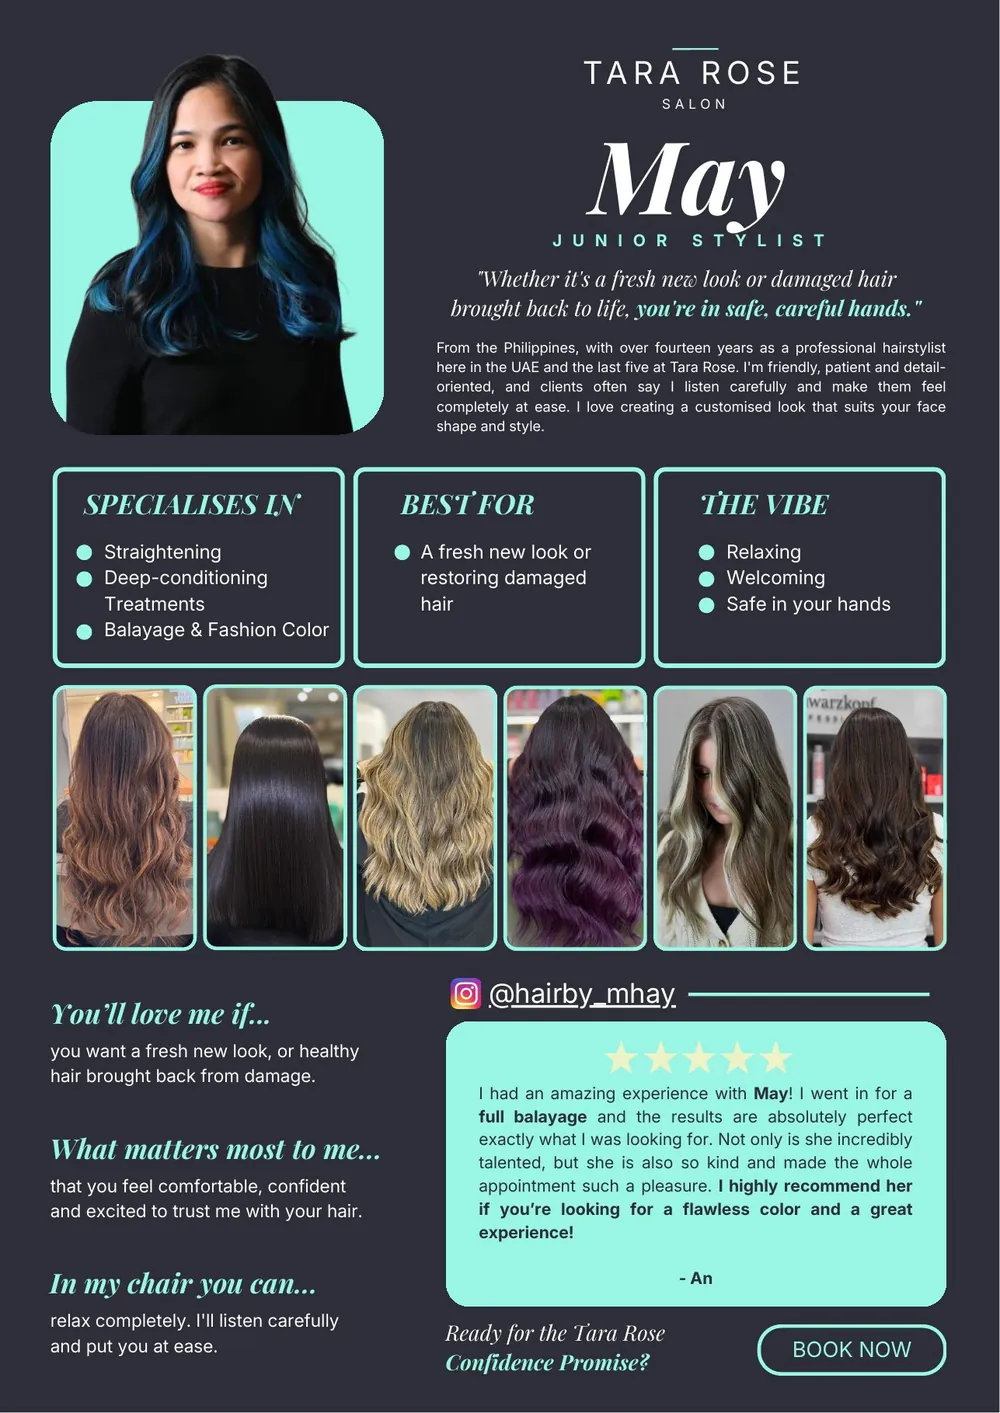 TARA ROSE
SALON
May
JUNIOR STYLIST
"Whether it's a fresh new look or damaged hair
brought back to life, you're in safe, careful hands."
From the Philippines, with over fourteen years as a professional hairstylist
here in the UAE and the last five at Tara Rose. I'm friendly, patient and detail-
oriented, and clients often say I listen carefully and make them feel
completely at ease. I love creating a customised look that suits your face
shape and style.
SPECIALISES IN
Straightening
Deep-conditioning
Treatments
Balayage & Fashion Color
BEST FOR
A fresh new look or
restoring damaged
hair
THE VIBE
Relaxing
Welcoming
Safe in your hands
warzkopf
@hairby_mhay
You'll love me if...
you want a fresh new look, or healthy
hair brought back from damage.
What matters most to me...
that you feel comfortable, confident
and excited to trust me with your hair.
In my chair you can...
relax completely. I'll listen carefully
and put you at ease.
I had an amazing experience with May! I went in for a
full balayage and the results are absolutely perfect
exactly what I was looking for. Not only is she incredibly
talented, but she is also so kind and made the whole
appointment such a pleasure. I highly recommend her
if you're looking for a flawless color and a great
experience!
- An
Ready for the Tara Rose
Confidence Promise?
BOOK NOW